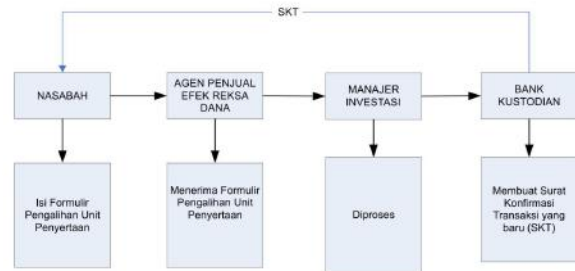 SKT
NASABAH
AGEN PENJUAL
EFEK REKSA
DANA
MANAJER
INVESTASI
BANK
KUSTODIAN
Isi Formulir
Pengalihan Unit
Penyertaan
Menerima Formulir
Pengalihan Unit
Penyertaan
Diproses
Membuat Surat
Konfirmasi
Transaksi yang
baru (SKT)